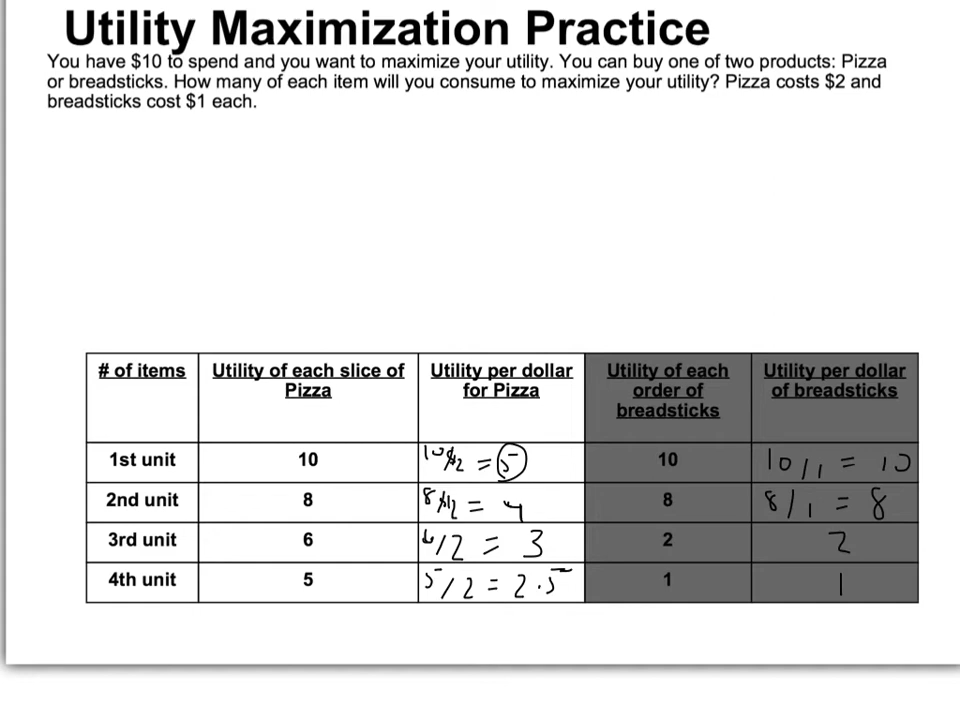 Utility Maximization Practice
You have $10 to spend and you want to maximize your utility. You can buy one of two products: Pizza
or breadsticks. How many of each item will you consume to maximize your utility? Pizza costs $2 and
breadsticks cost $1 each.
# of items Utility of each slice of Pizza Utility per dollar for Pizza Utility of each order of breadsticks Utility per dollar of breadsticks
1st unit 10 10/$2 = 5 10 10/1 = 10
2nd unit 8 8/$2 = 4 8 8/1 = 8
3rd unit 6 6/2 = 3 2 2
4th unit 5 5/2 = 2.5 1 1